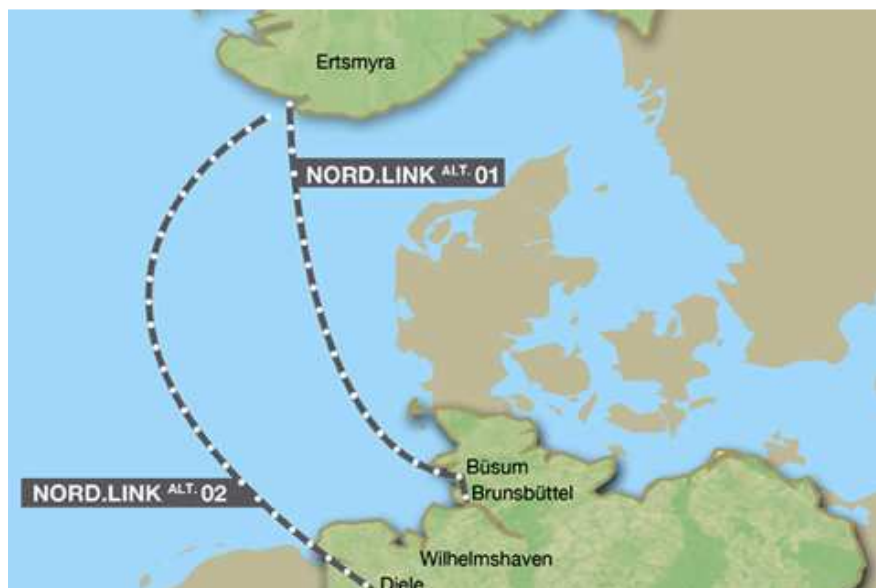 Ertsmyra
NORD.LINK ALT. 01
Büsum
Brunsbüttel
NORD.LINK ALT. 02
Wilhelmshaven
Diele